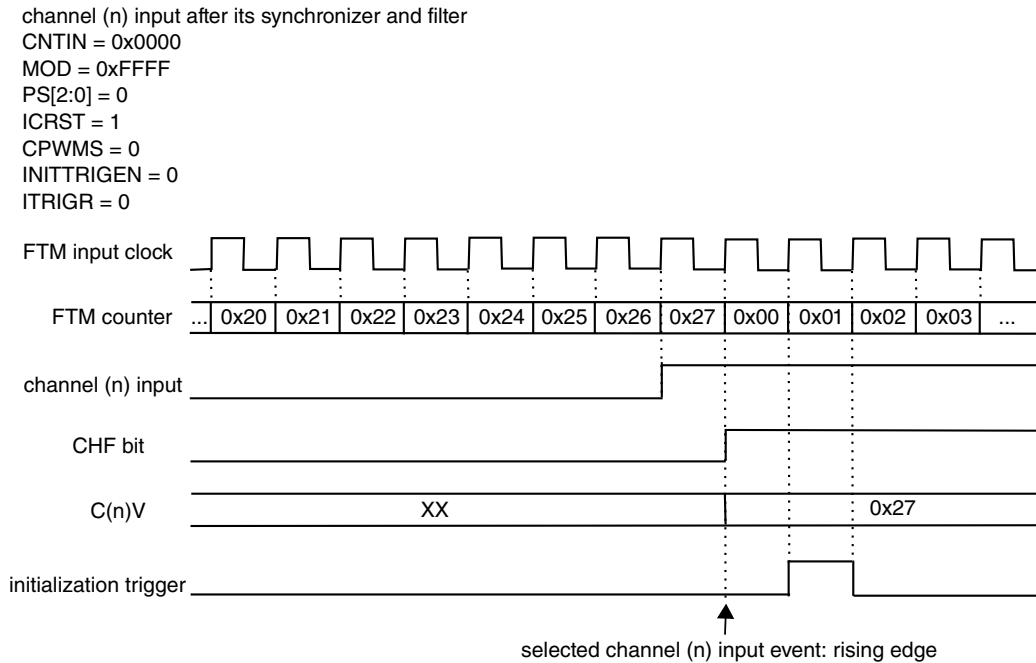 channel (n) input after its synchronizer and filter
CNTIN = 0x0000
MOD = 0xFFFF
PS[2:0] = 0
ICRST = 1
CPWMS = 0
INITTRIGEN = 0
ITRIGR = 0
FTM input clock
FTM counter ... 0x20 0x21 0x22 0x23 0x24 0x25 0x26 0x27 0x00 0x01 0x02 0x03 ...
channel (n) input
CHF bit
C(n)V XX 0x27
initialization trigger
selected channel (n) input event: rising edge